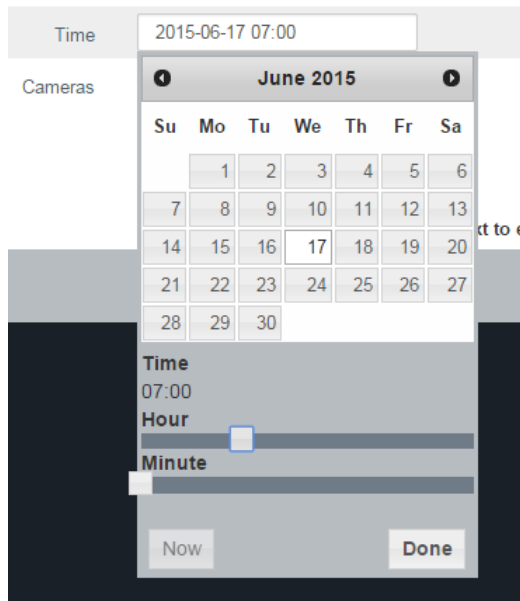 Time 2015-06-17 07:00
Cameras
June 2015
Su Mo Tu We Th Fr Sa
1 2 3 4 5 6
7 8 9 10 11 12 13
xt to e
14 15 16 17 18 19 20
21 22 23 24 25 26 27
28 29 30
Time
07:00
Hour
Minute
Now Done